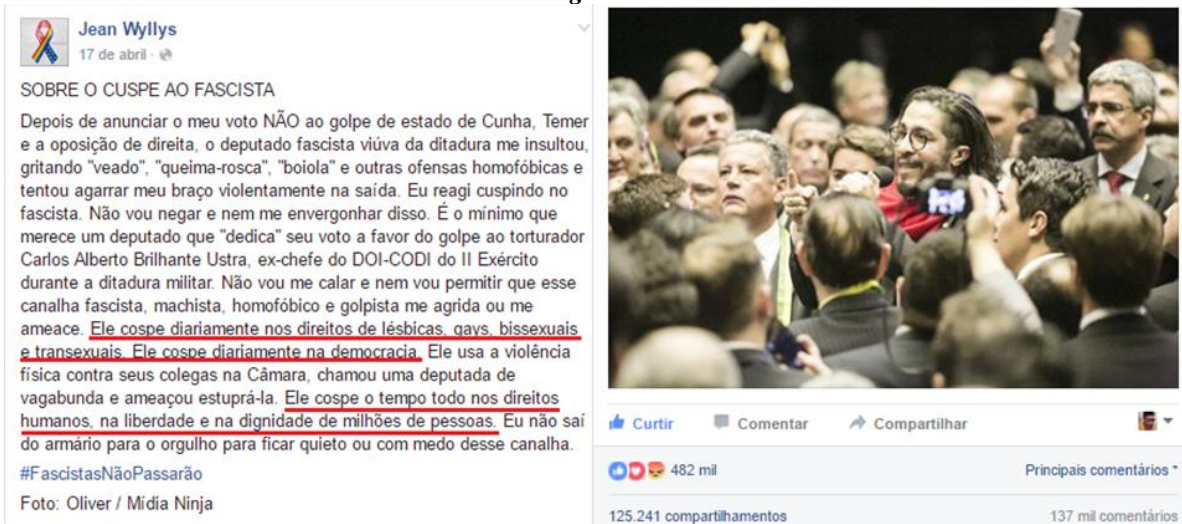 Jean Wyllys
17 de abril ·
SOBRE O CUSPE AO FASCISTA
Depois de anunciar o meu voto NÃO ao golpe de estado de Cunha, Temer
e a oposição de direita, o deputado fascista viúva da ditadura me insultou,
gritando "veado", "queima-rosca", "boiola" e outras ofensas homofóbicas e
tentou agarrar meu braço violentamente na saída. Eu reagi cuspindo no
fascista. Não vou negar e nem me envergonhar disso. É o mínimo que
merece um deputado que "dedica" seu voto a favor do golpe ao torturador
Carlos Alberto Brilhante Ustra, ex-chefe do DOI-CODI do II Exército
durante a ditadura militar. Não vou me calar e nem vou permitir que esse
canalha fascista, machista, homofóbico e golpista me agrida ou me
ameace. Ele cospe diariamente nos direitos de lésbicas, gays, bissexuais
e transexuais. Ele cospe diariamente na democracia. Ele usa a violência
física contra seus colegas na Câmara, chamou uma deputada de
vagabunda e ameaçou estuprá-la. Ele cospe o tempo todo nos direitos
humanos, na liberdade e na dignidade de milhões de pessoas. Eu não saí
do armário para o orgulho para ficar quieto ou com medo desse canalha.
#FascistasNãoPassarão
Foto: Oliver / Mídia Ninja
Curtir Comentar Compartilhar
482 mil Principais comentários
125.241 compartilhamentos 137 mil comentários